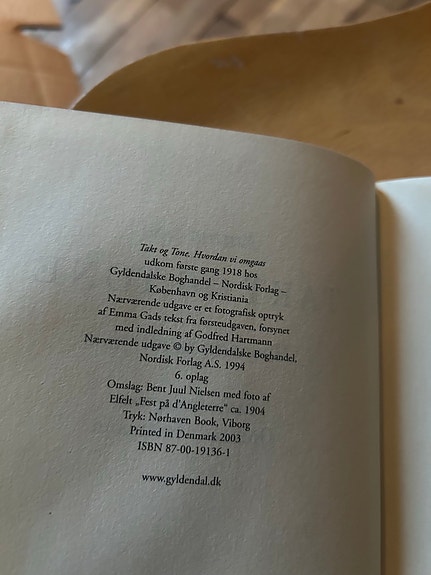 Takt og Tone. Hvordan vi omgaas
udkom første gang 1918 hos
Gyldendalske Boghandel – Nordisk Forlag –
København og Kristiania
Nærværende udgave er et fotografisk optryk
af Emma Gads tekst fra førsteudgaven, forsynet
med indledning af Godfred Hartmann
Nærværende udgave © by Gyldendalske Boghandel,
Nordisk Forlag A.S. 1994
6. oplag
Omslag: Bent Juul Nielsen med foto af
Elfelt „Fest på d'Angleterre“ ca. 1904
Tryk: Nørhaven Book, Viborg
Printed in Denmark 2003
ISBN 87-00-19136-1
www.gyldendal.dk